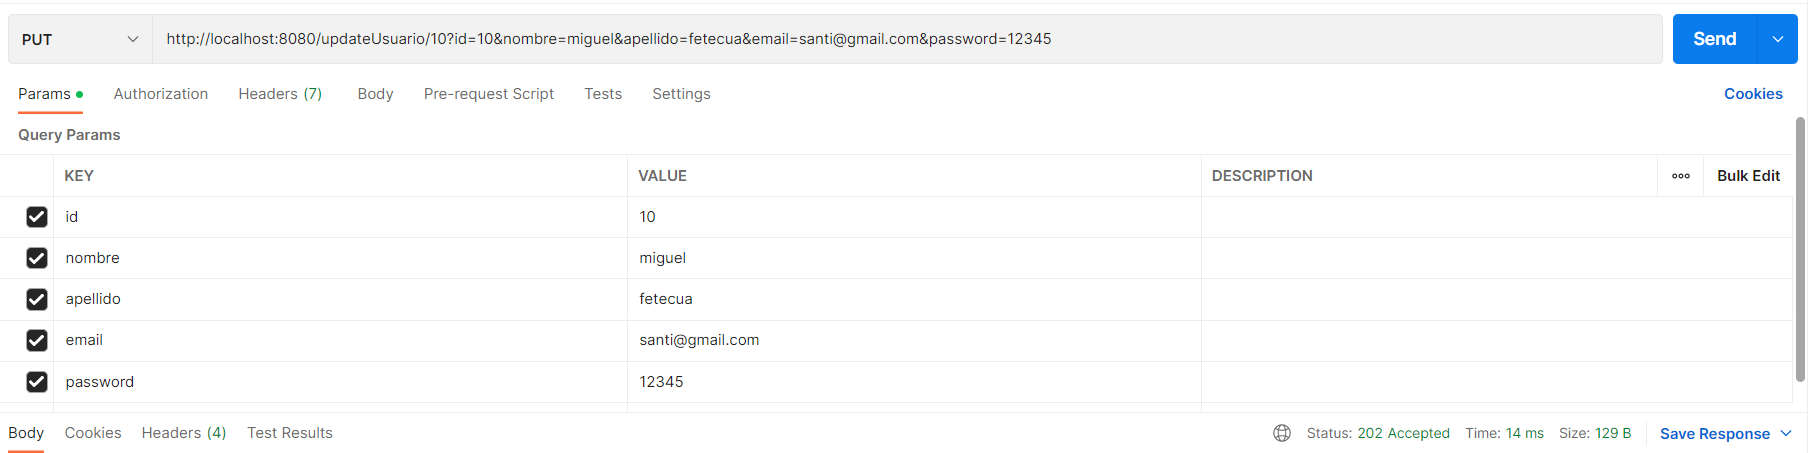 PUT http://localhost:8080/updateUsuario/10?id=10&nombre=miguel&apellido=fetecua&email=santi@gmail.com&password=12345 Send
Params Authorization Headers (7) Body Pre-request Script Tests Settings Cookies
Query Params
KEY VALUE DESCRIPTION ooo Bulk Edit
id 10
nombre miguel
apellido fetecua
email santi@gmail.com
password 12345
Body Cookies Headers (4) Test Results Status: 202 Accepted Time: 14 ms Size: 129 B Save Response